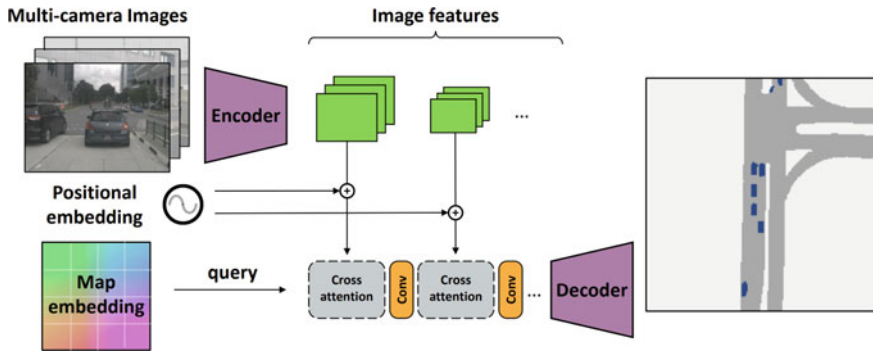 Multi-camera Images
Image features
Encoder
...
Positional
embedding
Map
embedding
query
Cross
attention
Conv
Cross
attention
Conv
...
Decoder